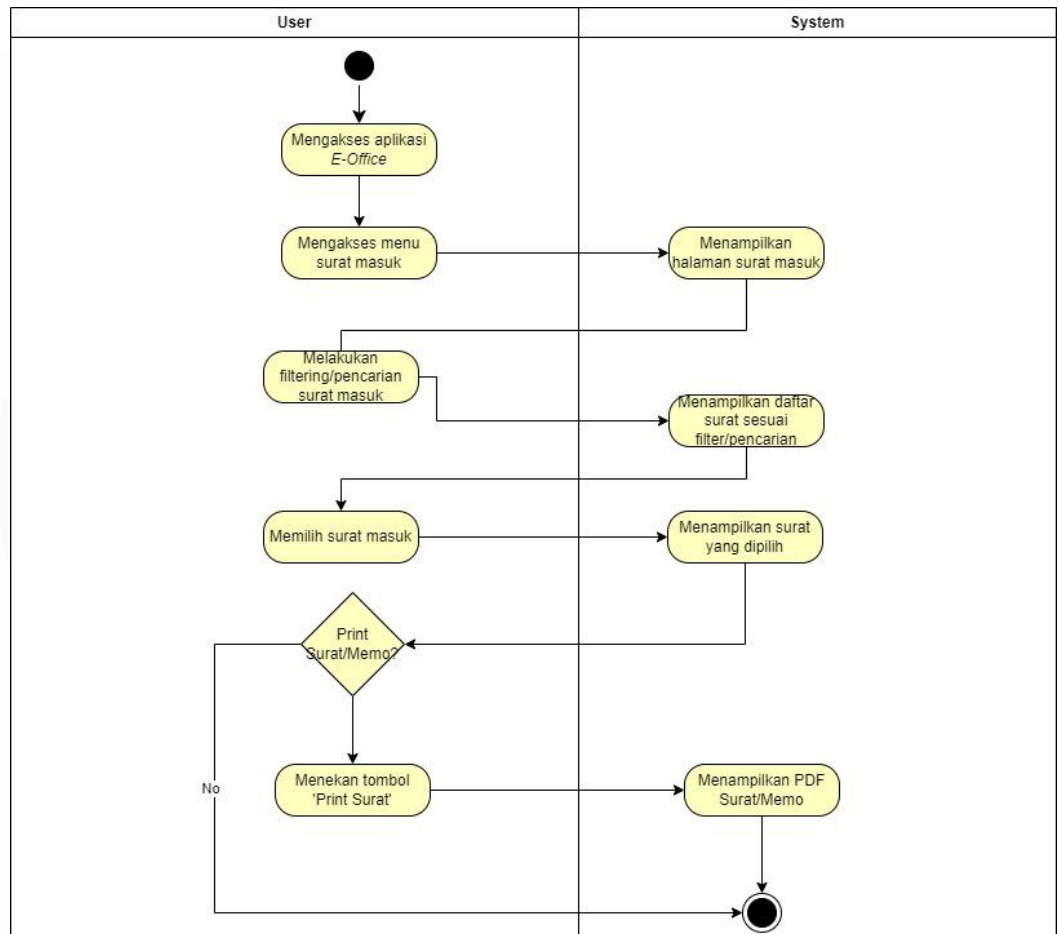 User
System
Mengakses aplikasi
E-Office
Mengakses menu
surat masuk
Menampilkan
halaman surat masuk
Melakukan
filtering/pencarian
surat masuk
Menampilkan daftar
surat sesuai
filter/pencarian
Memilih surat masuk
Menampilkan surat
yang dipilih
Print
Surat/Memo?
No
Menekan tombol
'Print Surat'
Menampilkan PDF
Surat/Memo